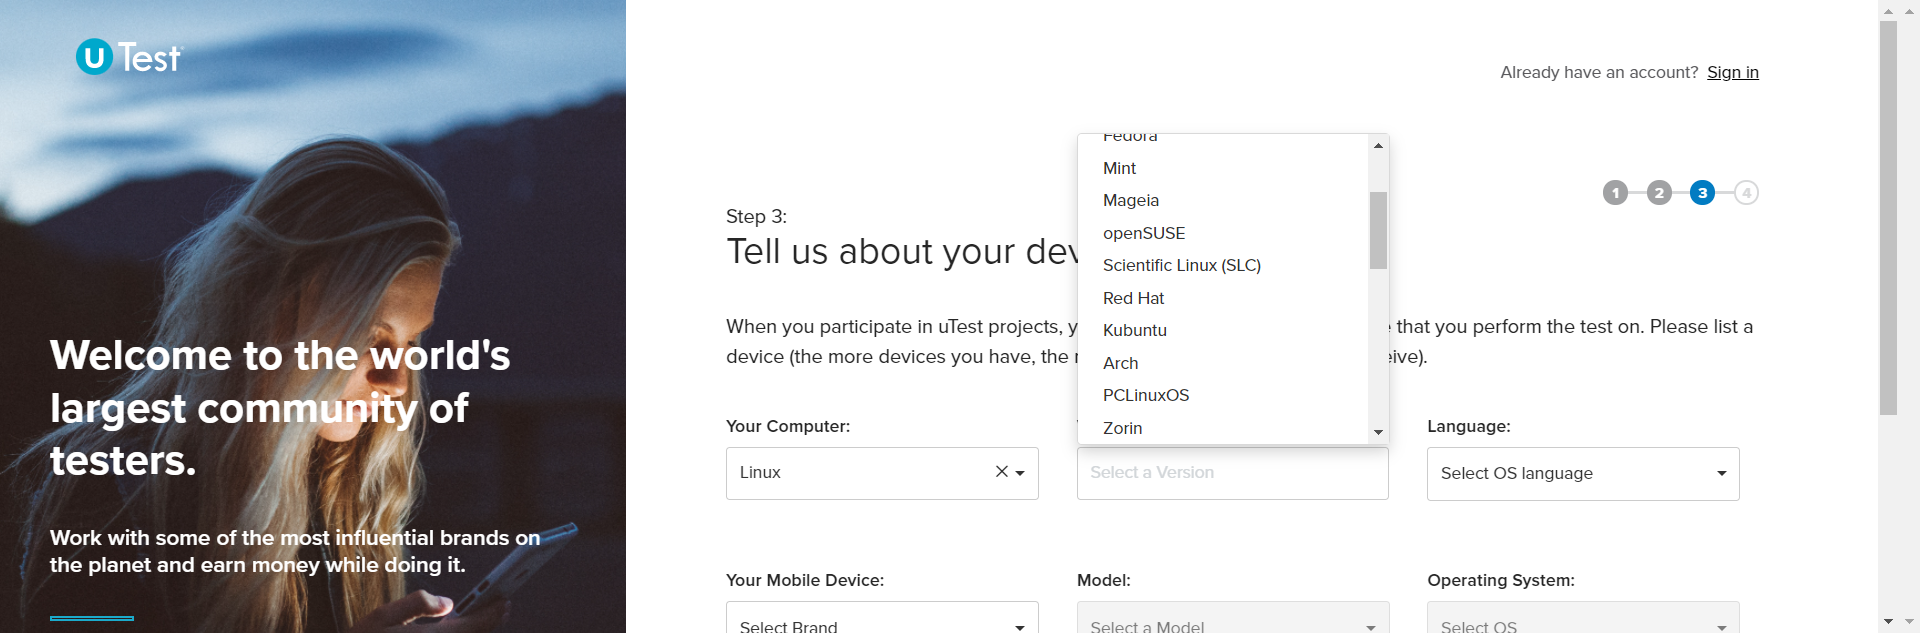 U Test
Welcome to the world's
largest community of
testers.
Work with some of the most influential brands on
the planet and earn money while doing it.
Already have an account? Sign in
1 2 3 4
Step 3:
Tell us about your dev
When you participate in uTest projects, y
that you perform the test on. Please list a
device (the more devices you have, the
eive).
Fedora
Mint
Mageia
openSUSE
Scientific Linux (SLC)
Red Hat
Kubuntu
Arch
PCLinuxOS
Zorin
Your Computer:
Linux
Select a Version
Language:
Select OS language
Your Mobile Device:
Select Brand
Model:
Select a Model
Operating System:
Select OS